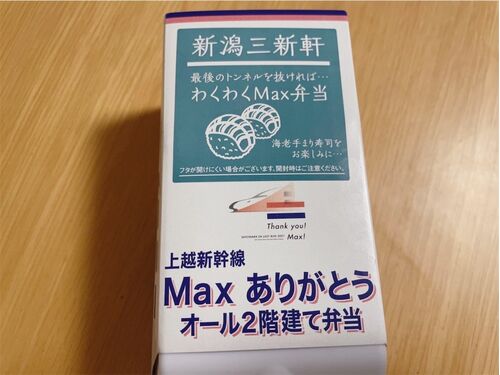 新潟三新軒
最後のトンネルを抜ければ…
わくわくMax弁当
海老手まり寿司を
お楽しみに…
フタが開けにくい場合がございます。開封時はご注意ください。
Thank you!
Max!
上越新幹線
Max ありがとう
オール2階建て弁当